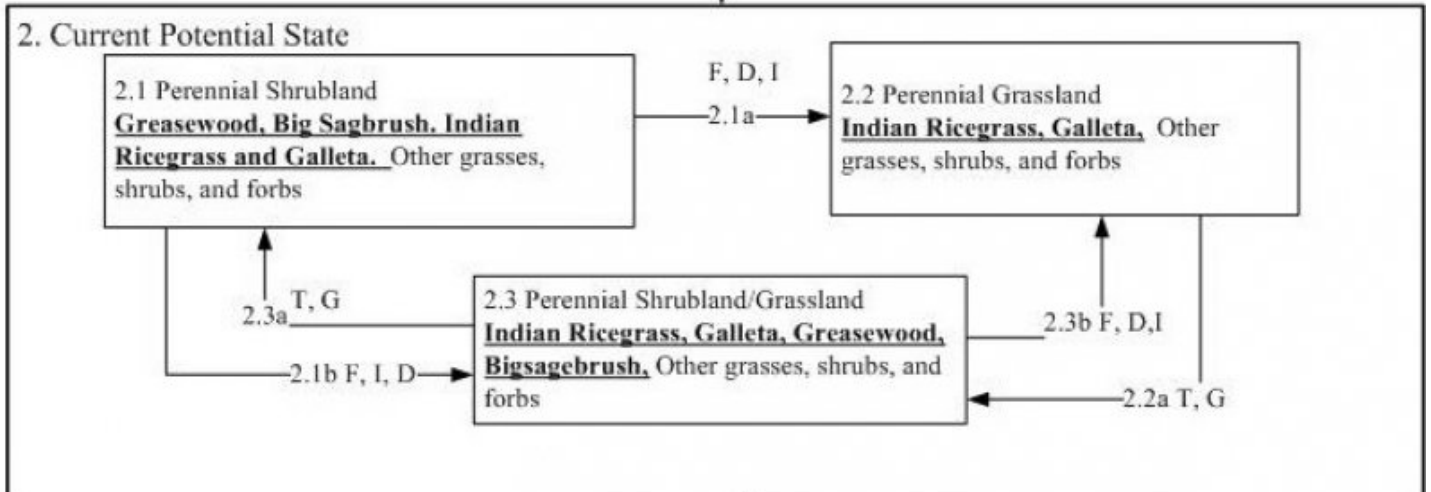 2. Current Potential State
2.1 Perennial Shrubland
Greasewood, Big Sagbrush. Indian
Ricegrass and Galleta. Other grasses,
shrubs, and forbs
F, D, I
2.1a
2.2 Perennial Grassland
Indian Ricegrass, Galleta, Other
grasses, shrubs, and forbs
T, G
2.3a
2.3 Perennial Shrubland/Grassland
Indian Ricegrass, Galleta, Greasewood,
Bigsagebrush, Other grasses, shrubs, and
forbs
2.3b F, D,I
2.1b F, I, D
2.2a T, G